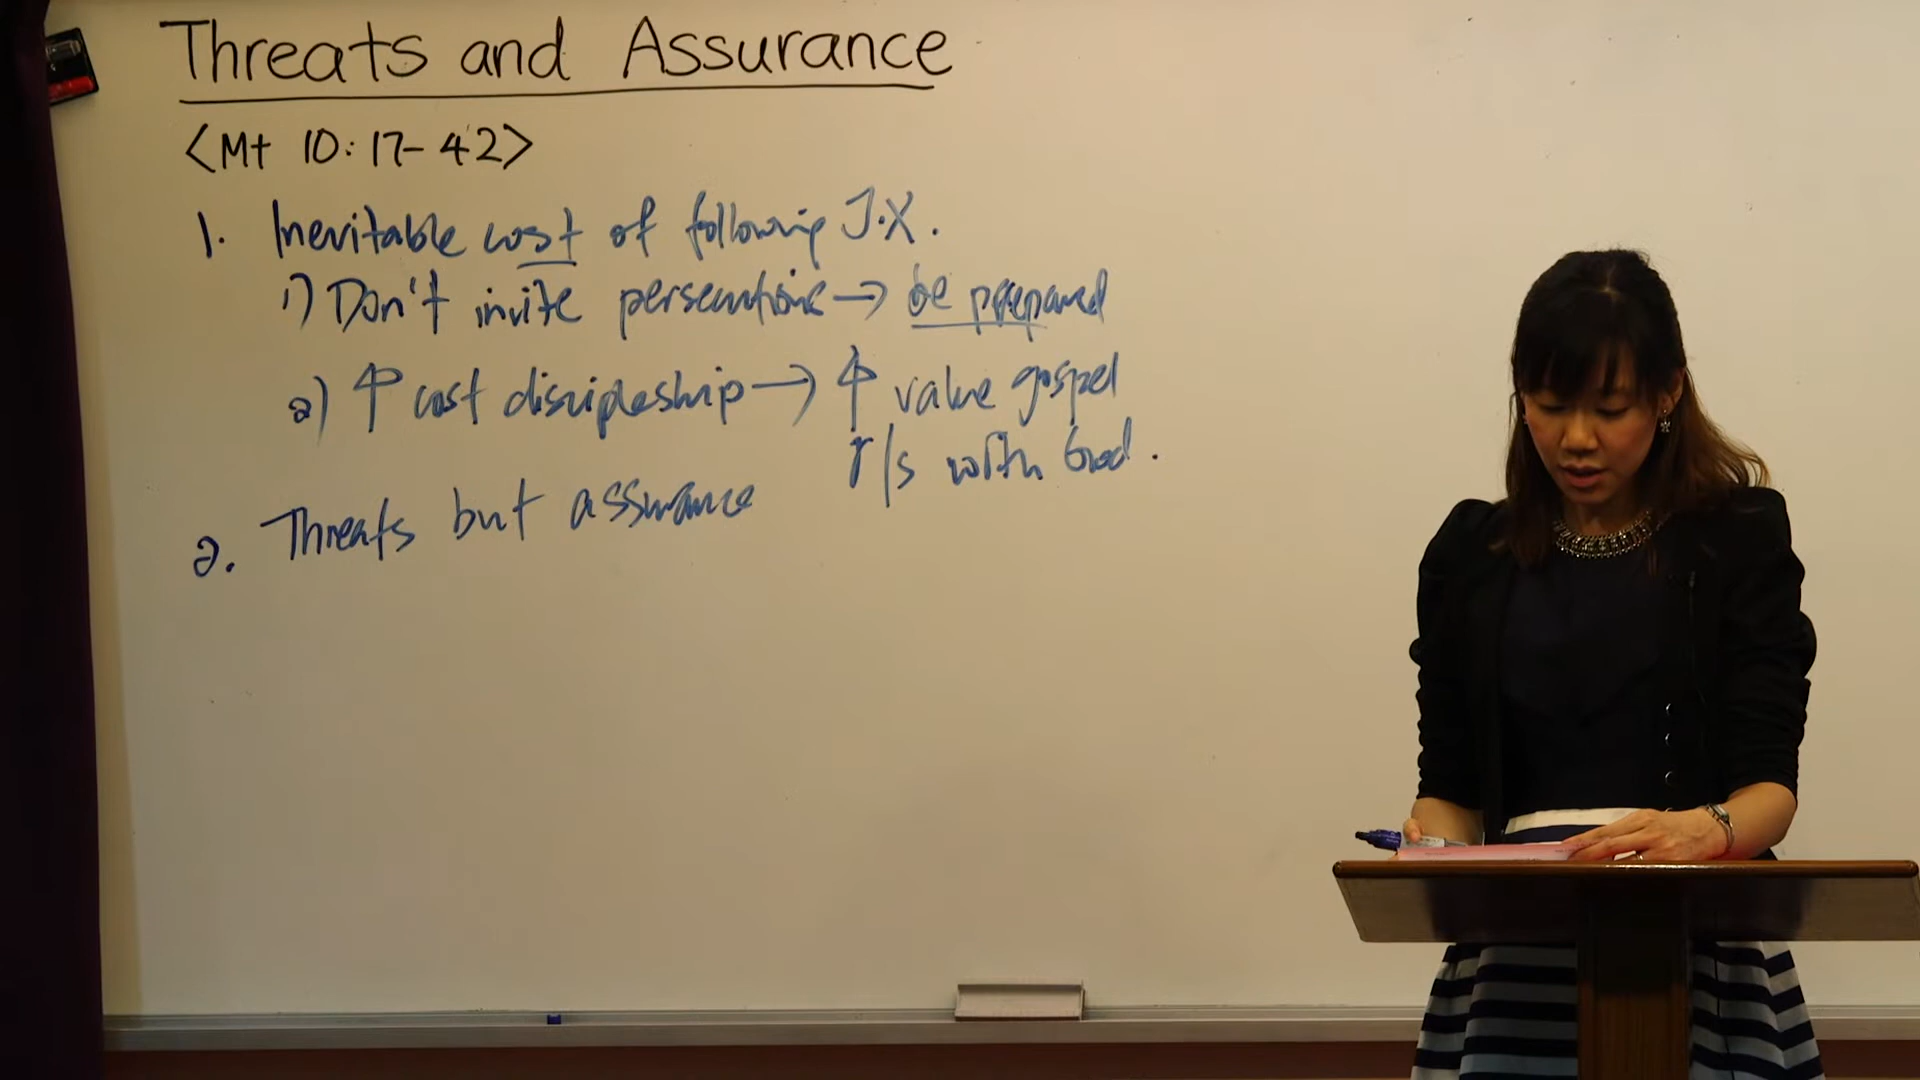 Threats and Assurance
<Mt 10:17-42>
1. Inevitable cost of following J.X.
1) Don't invite persecutions → be prepared
2) ↑ cost discipleship → ↑ value gospel
r/s with God.
2. Threats but assurance